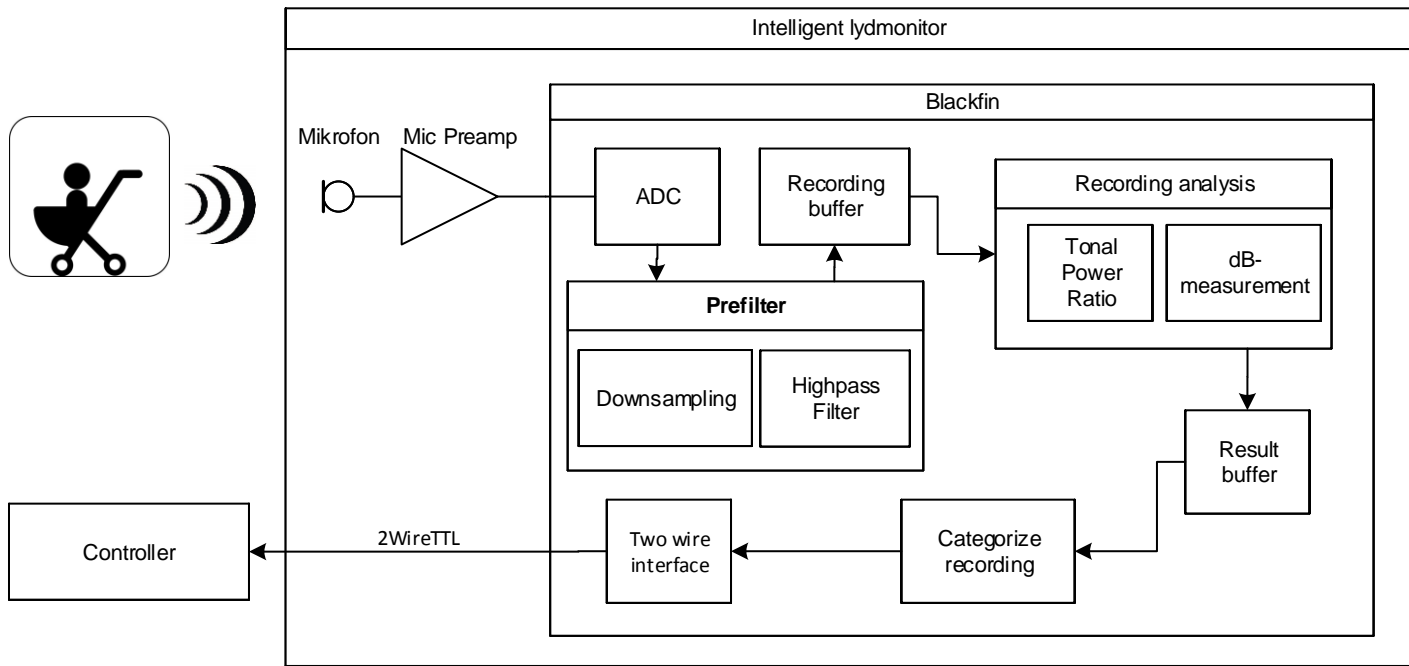 Intelligent lydmonitor
Blackfin
Mikrofon
Mic Preamp
ADC
Recording
buffer
Recording analysis
Tonal
Power
Ratio
dB-
measurement
Prefilter
Downsampling
Highpass
Filter
Result
buffer
Controller
2WireTTL
Two wire
interface
Categorize
recording